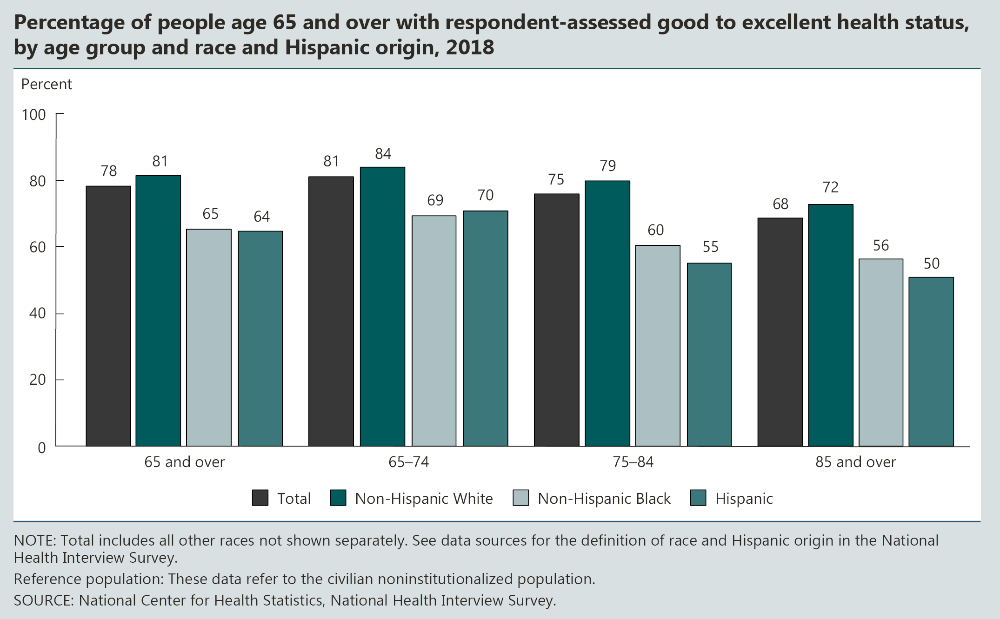 Percentage of people age 65 and over with respondent-assessed good to excellent health status,
by age group and race and Hispanic origin, 2018
Percent
100
80
60
40
20
0
78
81
65
64
81
84
69
70
75
79
60
55
68
72
56
50
65 and over
65–74
75–84
85 and over
Total
Non-Hispanic White
Non-Hispanic Black
Hispanic
NOTE: Total includes all other races not shown separately. See data sources for the definition of race and Hispanic origin in the National
Health Interview Survey.
Reference population: These data refer to the civilian noninstitutionalized population.
SOURCE: National Center for Health Statistics, National Health Interview Survey.